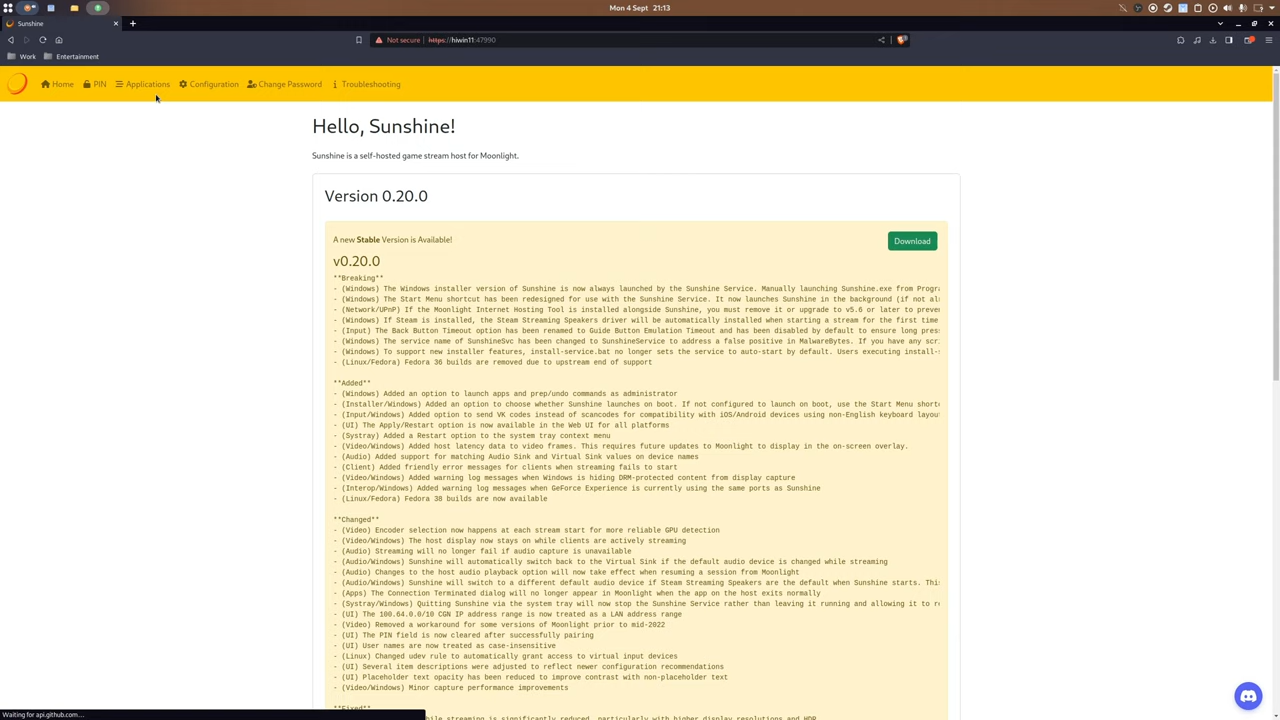 Mon 4 Sept 21:13
Sunshine
Not secure https://hiwin11:47990
Work Entertainment
Home PIN Applications Configuration Change Password Troubleshooting
Hello, Sunshine!
Sunshine is a self-hosted game stream host for Moonlight.
Version 0.20.0
A new Stable Version is Available!
Download
v0.20.0
**Breaking**
- (Windows) The Windows installer version of Sunshine is now always launched by the Sunshine Service. Manually launching Sunshine.exe from Progra
- (Windows) The Start Menu shortcut has been redesigned for use with the Sunshine Service. It now launches Sunshine in the background (if not al
- (Network/UPnP) If the Moonlight Internet Hosting Tool is installed alongside Sunshine, you must remove it or upgrade to v5.6 or later to preve
- (Windows) If Steam is installed, the Steam Streaming Speakers driver will be automatically installed when starting a stream for the first time
- (Input) The Back Button Timeout option has been renamed to Guide Button Emulation Timeout and has been disabled by default to ensure long pres
- (Windows) The service name of SunshineSvc has been changed to SunshineService to address a false positive in MalwareBytes. If you have any scr
- (Windows) To support new installer features, install-service.bat no longer sets the service to auto-start by default. Users executing install-s
- (Linux/Fedora) Fedora 36 builds are removed due to upstream end of support
**Added**
- (Windows) Added an option to launch apps and prep/undo commands as administrator
- (Installer/Windows) Added an option to choose whether Sunshine launches on boot. If not configured to launch on boot, use the Start Menu short
- (Input/Windows) Added option to send VK codes instead of scancodes for compatibility with iOS/Android devices using non-English keyboard layou
- (UI) The Apply/Restart option is now available in the Web UI for all platforms
- (Systray) Added a Restart option to the system tray context menu
- (Video/Windows) Added host latency data to video frames. This requires future updates to Moonlight to display in the on-screen overlay.
- (Audio) Added support for matching Audio Sink and Virtual Sink values on device names
- (Client) Added friendly error messages for clients when streaming fails to start
- (Video/Windows) Added warning log messages when Windows is hiding DRM-protected content from display capture
- (Interop/Windows) Added warning log messages when GeForce Experience is currently using the same ports as Sunshine
- (Linux/Fedora) Fedora 38 builds are now available
**Changed**
- (Video) Encoder selection now happens at each stream start for more reliable GPU detection
- (Video/Windows) The host display now stays on while clients are actively streaming
- (Audio) Streaming will no longer fail if audio capture is unavailable
- (Audio/Windows) Sunshine will automatically switch back to the Virtual Sink if the default audio device is changed while streaming
- (Audio) Changes to the host audio playback option will now take effect when resuming a session from Moonlight
- (Audio/Windows) Sunshine will switch to a different default audio device if Steam Streaming Speakers are the default when Sunshine starts. This
- (Apps) The Connection Terminated dialog will no longer appear in Moonlight when the app on the host exits normally
- (Systray/Windows) Quitting Sunshine via the system tray will now stop the Sunshine Service rather than leaving it running and allowing it to r
- (UI) The 100.64.0.0/10 CGN IP address range is now treated as a LAN address range
- (Video) Removed a workaround for some versions of Moonlight prior to mid-2022
- (UI) The PIN field is now cleared after successfully pairing
- (UI) User names are now treated as case-insensitive
- (Linux) Changed udev rule to automatically grant access to virtual input devices
- (UI) Several item descriptions were adjusted to reflect newer configuration recommendations
- (UI) Placeholder text opacity has been reduced to improve contrast with non-placeholder text
- (Video/Windows) Minor capture performance improvements
**Fixed**
while streaming is significantly reduced, particularly with higher display resolutions and HDR
Waiting for api.github.com...